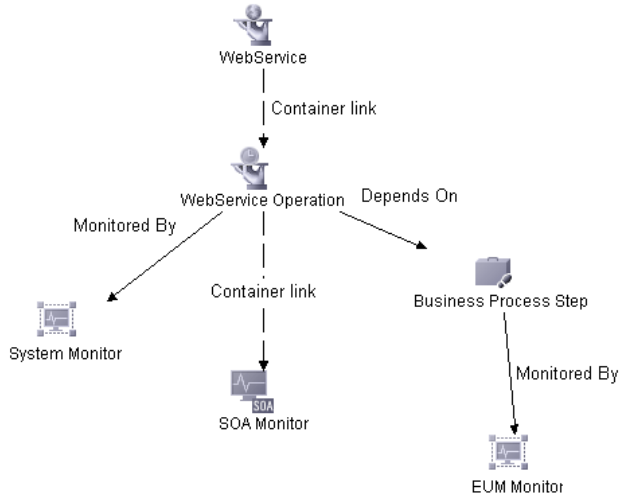 WebService
Container link
WebService Operation
Depends On
Monitored By
Container link
Business Process Step
System Monitor
Monitored By
SOA
SOA Monitor
EUM Monitor